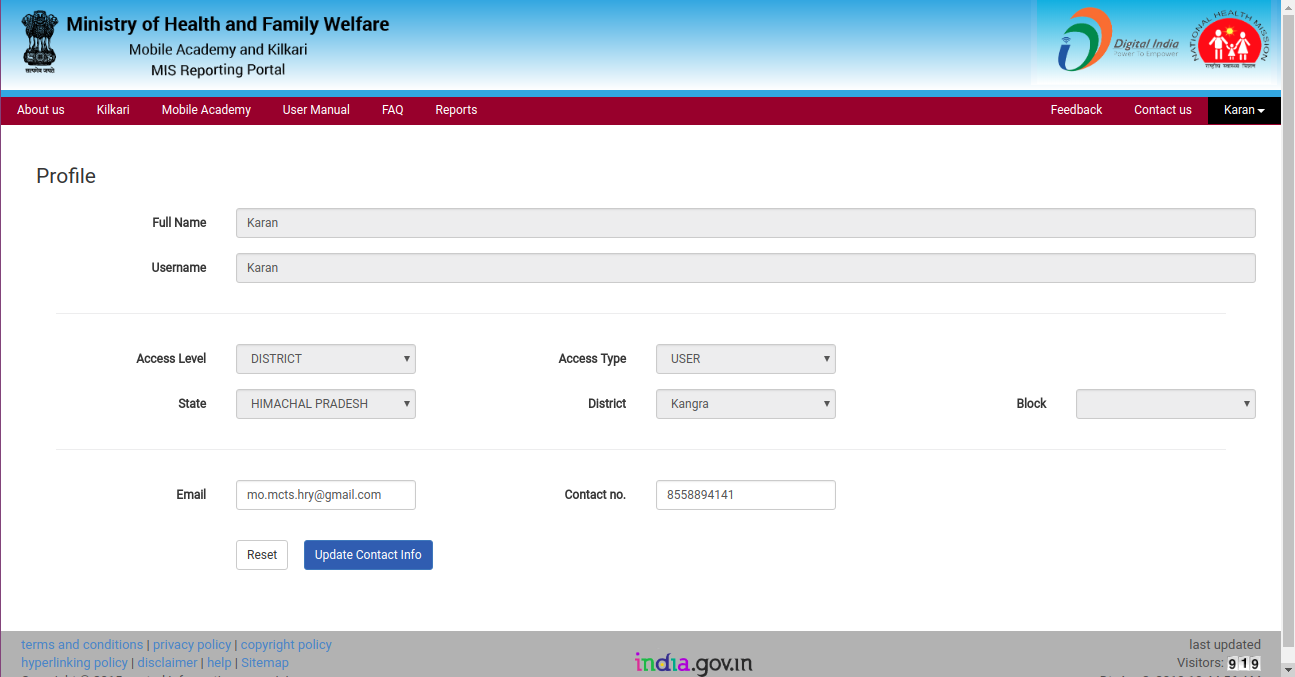 Ministry of Health and Family Welfare
Mobile Academy and Kilkari
MIS Reporting Portal
सत्यमेव जयते
Digital India
Power To Empower
NATIONAL HEALTH MISSION
About us Kilkari Mobile Academy User Manual FAQ Reports Feedback Contact us Karan
Profile
Full Name Karan
Username Karan
Access Level DISTRICT Access Type USER
State HIMACHAL PRADESH District Kangra Block
Email mo.mcts.hry@gmail.com Contact no. 8558894141
Reset Update Contact Info
terms and conditions | privacy policy | copyright policy last updated
hyperlinking policy | disclaimer | help | Sitemap india.gov.in Visitors: 919